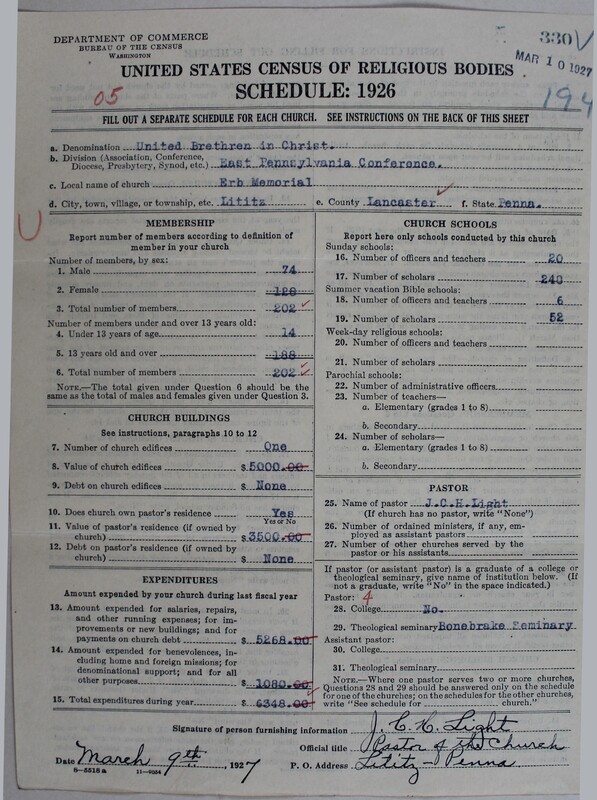 DEPARTMENT OF COMMERCE
BUREAU OF THE CENSUS
WASHINGTON
330
MAR 10 1927
UNITED STATES CENSUS OF RELIGIOUS BODIES
SCHEDULE: 1926
05
194
FILL OUT A SEPARATE SCHEDULE FOR EACH CHURCH. SEE INSTRUCTIONS ON THE BACK OF THIS SHEET
a. Denomination United Brethren in Christ.
b. Division (Association, Conference, Diocese, Presbytery, Synod, etc.) East Pennsylvania Conference.
c. Local name of church Erb Memorial
d. City, town, village, or township, etc. Lititz e. County Lancaster f. State Penna.
MEMBERSHIP
Report number of members according to definition of
member in your church
Number of members, by sex:
1. Male 74
2. Female 128
3. Total number of members 202
Number of members under and over 13 years old:
4. Under 13 years of age 14
5. 13 years old and over 188
6. Total number of members 202
NOTE.—The total given under Question 6 should be the
same as the total of males and females given under Question 3.
CHURCH BUILDINGS
See instructions, paragraphs 10 to 12
7. Number of church edifices One
8. Value of church edifices $5000.00
9. Debt on church edifices $ None
10. Does church own pastor's residence Yes
Yes or No
11. Value of pastor's residence (if owned by
church) $3500.00
12. Debt on pastor's residence (if owned by
church) $ None
EXPENDITURES
Amount expended by your church during last fiscal year
13. Amount expended for salaries, repairs,
and other running expenses; for im-
provements or new buildings; and for
payments on church debt $5268.00
14. Amount expended for benevolences, in-
cluding home and foreign missions; for
denominational support; and for all
other purposes $1080.00
15. Total expenditures during year $6348.00
CHURCH SCHOOLS
Report here only schools conducted by this church
Sunday schools:
16. Number of officers and teachers 20
17. Number of scholars 240
Summer vacation Bible schools:
18. Number of officers and teachers 6
19. Number of scholars 52
Week-day religious schools:
20. Number of officers and teachers
21. Number of scholars
Parochial schools:
22. Number of administrative officers
23. Number of teachers—
a. Elementary (grades 1 to 8)
b. Secondary
24. Number of scholars—
a. Elementary (grades 1 to 8)
b. Secondary
PASTOR
25. Name of pastor J.C.H.Light
(If church has no pastor, write "None")
26. Number of ordained ministers, if any, em-
ployed as assistant pastors
27. Number of other churches served by the
pastor or his assistants
If pastor (or assistant pastor) is a graduate of a college or
theological seminary, give name of institution below. (If
not a graduate, write "No" in the space indicated.)
Pastor: 4
28. College No.
29. Theological seminary Bonebrake Seminary
Assistant pastor:
30. College
31. Theological seminary
NOTE.—Where one pastor serves two or more churches,
Questions 28 and 29 should be answered only on the schedule
for one of the churches; on the schedules for the other churches,
write "See schedule for church."
Signature of person furnishing information J. C. H. Light
Official title Pastor of the Church
Date March 9th, 1927 P. O. Address Lititz - Penna
8-5518a 11-9034